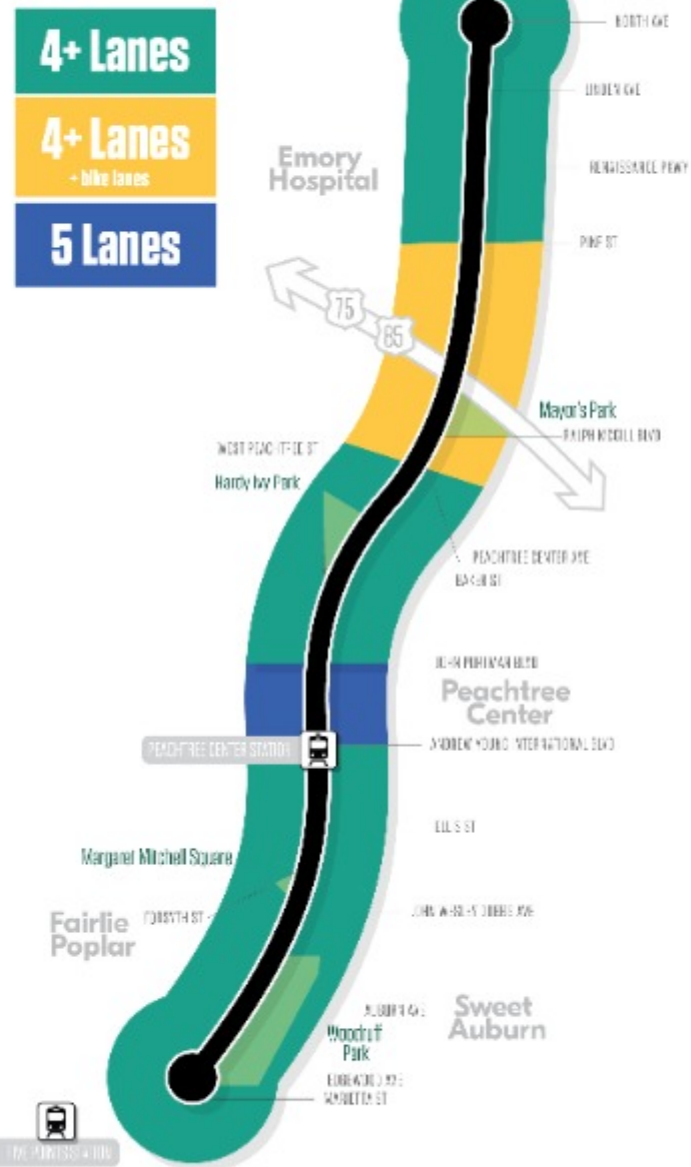 4+ Lanes
4+ Lanes
+ bike lanes
5 Lanes
NORTH AVE
LINDEN AVE
Emory
Hospital
RENAISSANCE PKWY
PINE ST
75
85
Mayor's Park
RALPH MCGILL BLVD
WEST PEACHTREE ST
Hardy Ivy Park
PEACHTREE CENTER AVE
BAKER ST
JOHN PORTMAN BLVD
Peachtree
Center
ANDREW YOUNG INTERNATIONAL BLVD
PEACHTREE CENTER STATION
ELLIS ST
Margaret Mitchell Square
FORSYTH ST
JOHN WESLEY DOBBS AVE
Fairlie
Poplar
AUBURN AVE
Sweet
Auburn
Woodruff
Park
EDGEWOOD AVE
MARIETTA ST
FIVE POINTS STATION